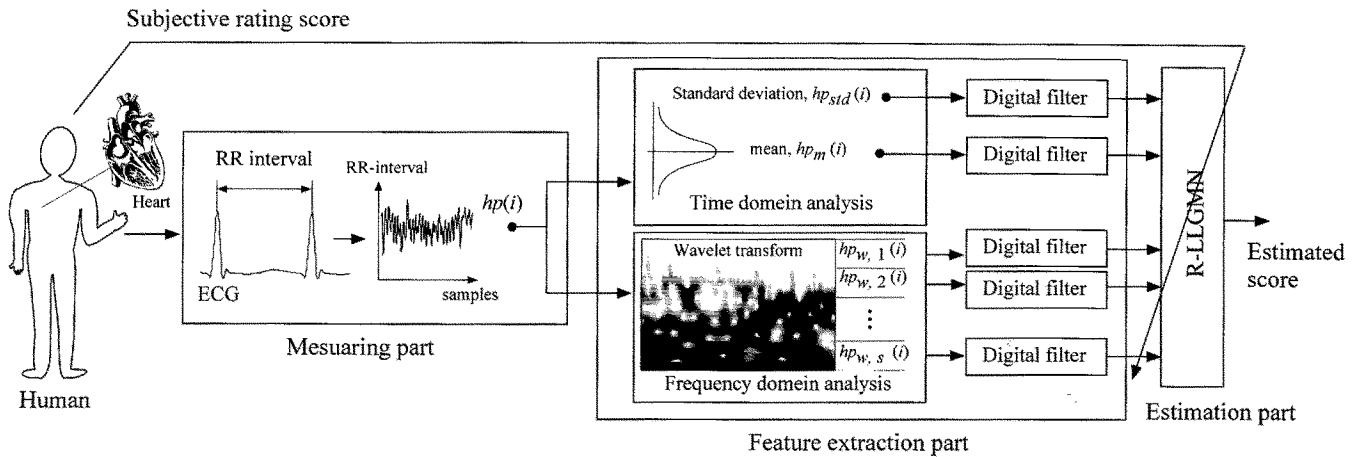 Subjective rating score
Heart
Human
RR interval
ECG
RR-interval
samples
hp(i)
Mesuaring part
Standard deviation, hp_std(i)
mean, hp_m(i)
Time domein analysis
Wavelet transform
hp_w, 1(i)
hp_w, 2(i)
⋮
hp_w, s(i)
Frequency domein analysis
Digital filter
Digital filter
Digital filter
Digital filter
Digital filter
Feature extraction part
R-LLGMN
Estimation part
Estimated
score